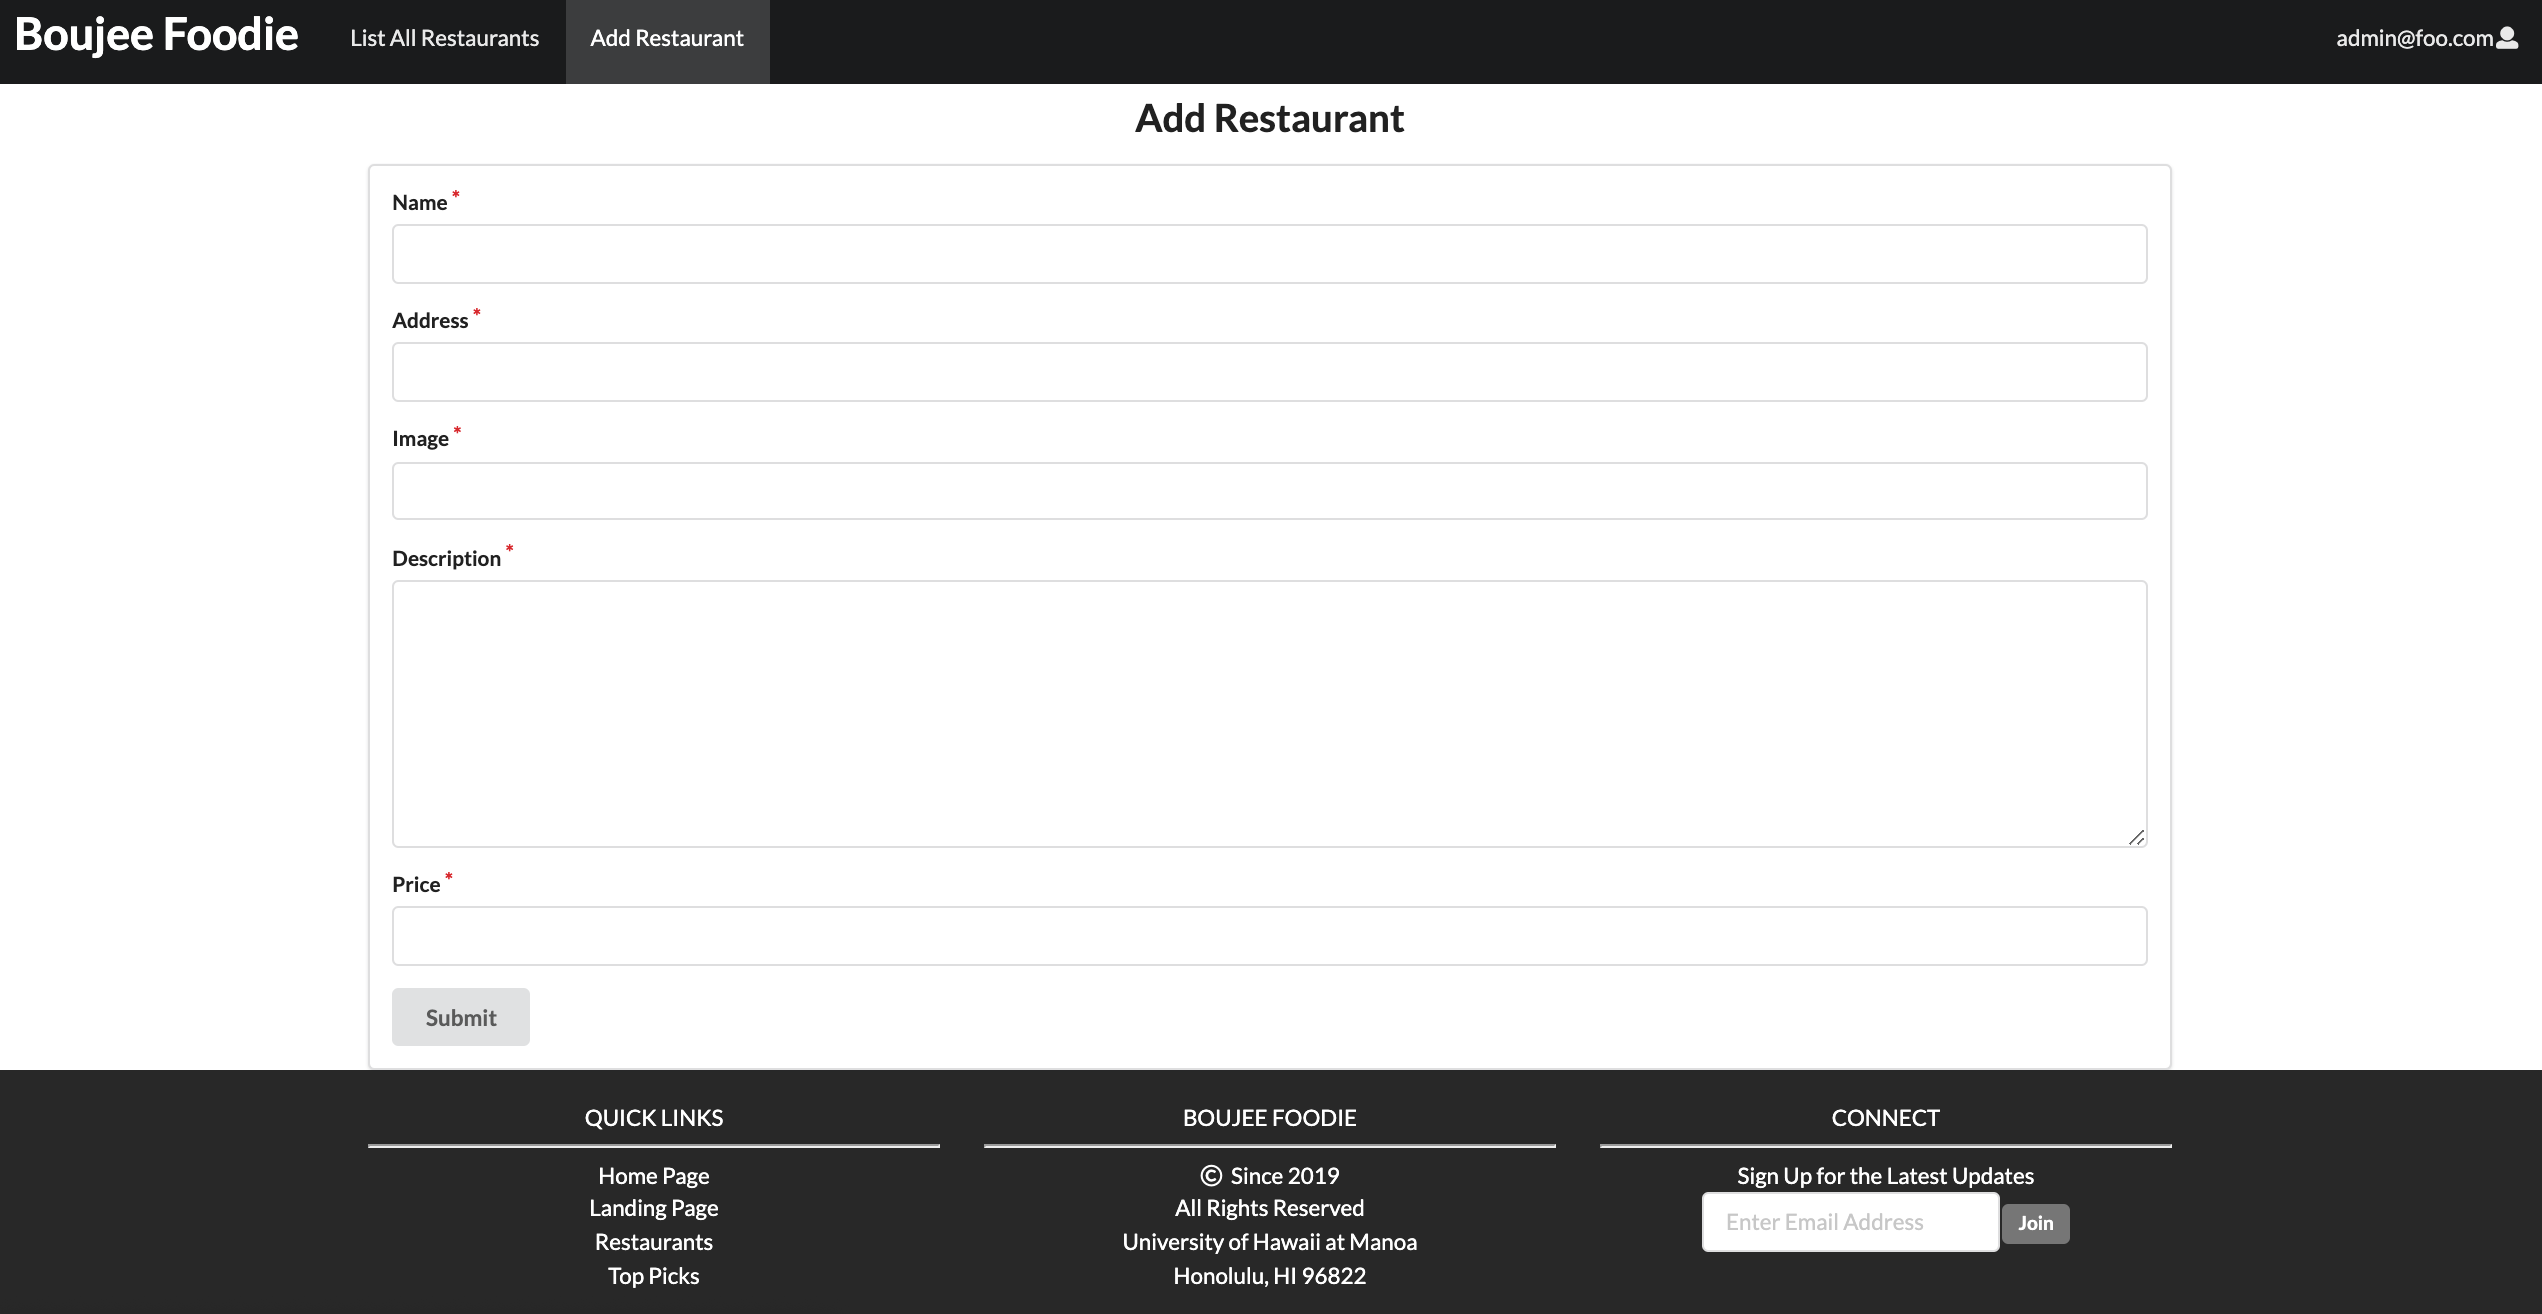 Boujee Foodie List All Restaurants Add Restaurant admin@foo.com
Add Restaurant
Name *
Address *
Image *
Description *
Price *
Submit
QUICK LINKS
Home Page
Landing Page
Restaurants
Top Picks
BOUJEE FOODIE
© Since 2019
All Rights Reserved
University of Hawaii at Manoa
Honolulu, HI 96822
CONNECT
Sign Up for the Latest Updates
Enter Email Address Join